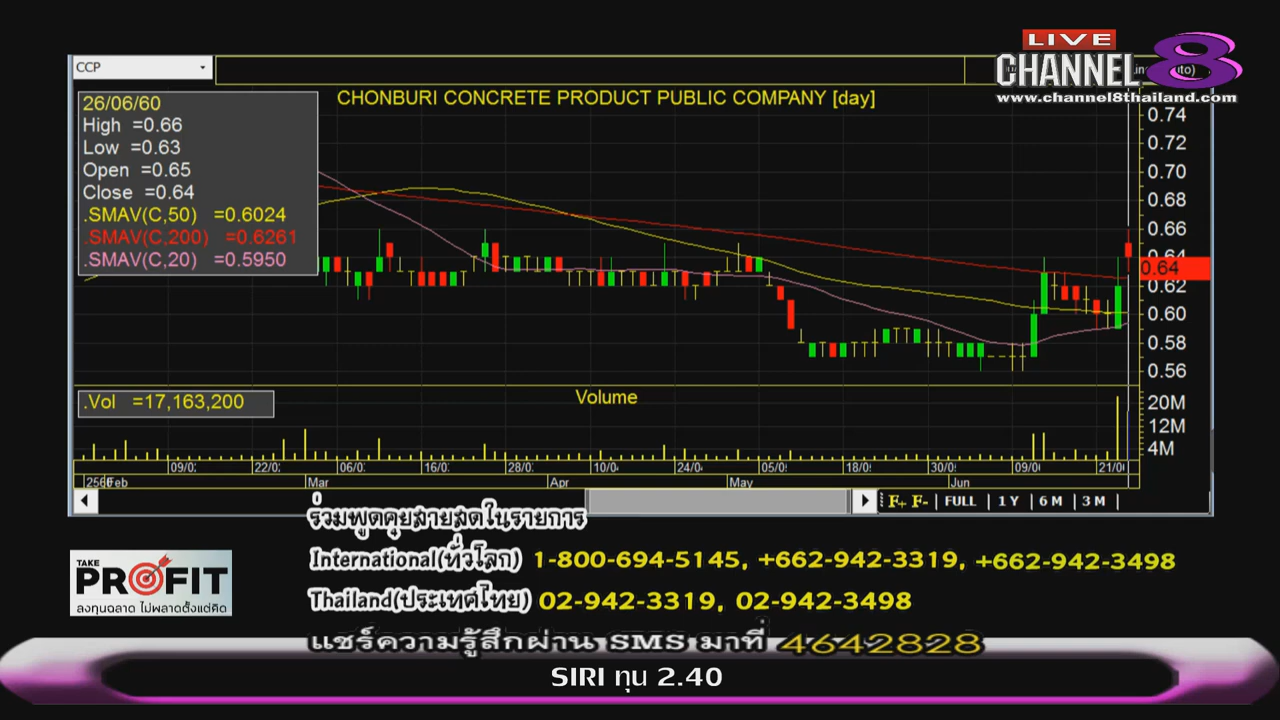 LIVE
CHANNEL 8
www.channel8thailand.com
CCP
26/06/60
High =0.66
Low =0.63
Open =0.65
Close =0.64
.SMAV(C,50) =0.6024
.SMAV(C,200) =0.6261
.SMAV(C,20) =0.5950
CHONBURI CONCRETE PRODUCT PUBLIC COMPANY [day]
0.74
0.72
0.70
0.68
0.66
0.64
0.64
0.62
0.60
0.58
0.56
.Vol =17,163,200
Volume
20M
12M
4M
09/0 22/0 06/0 16/0 28/0 10/0 24/0 05/0 18/0 30/0 09/0 21/0
Feb Mar Apr May Jun
F+ F- FULL 1 Y 6 M 3 M
ร่วมพูดคุยสายสดในรายการ
International(ทั่วโลก) 1-800-694-5145, +662-942-3319, +662-942-3498
TAKE
PROFIT
ลงทุนฉลาด ไม่พลาดตั้งแต่คิด
Thailand(ประเทศไทย) 02-942-3319, 02-942-3498
แชร์ความรู้สึกผ่าน SMS มาที่ 4642828
SIRI ทุน 2.40